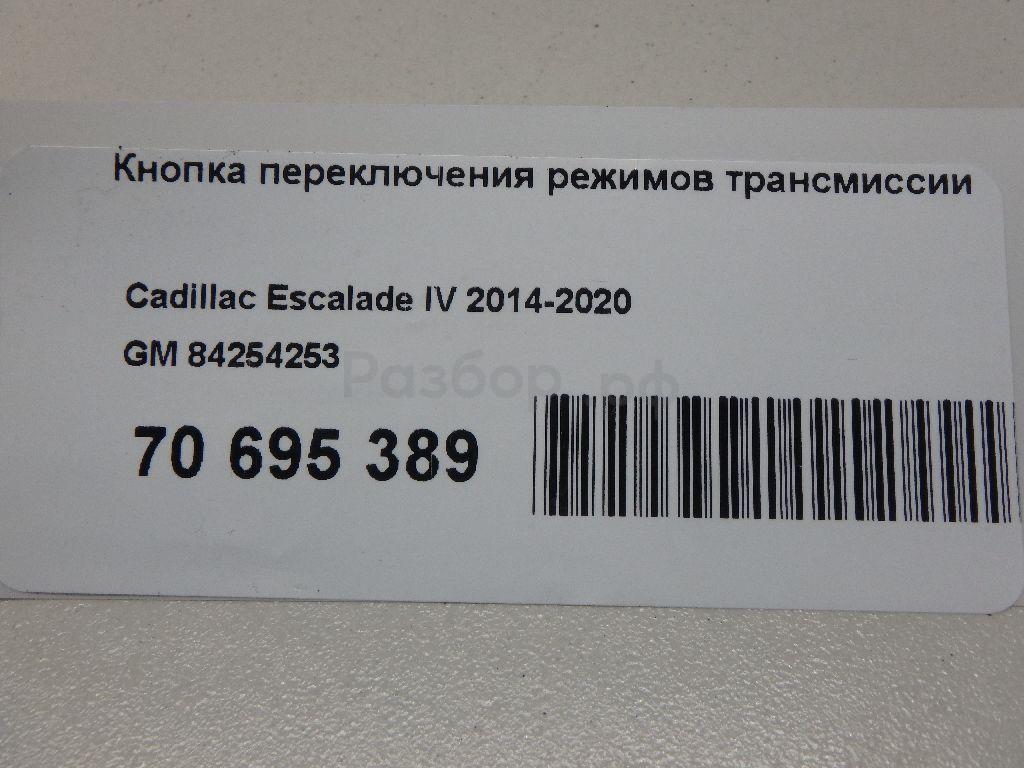 Кнопка переключения режимов трансмиссии
Cadillac Escalade IV 2014-2020
GM 84254253
Разбор.рф
70 695 389